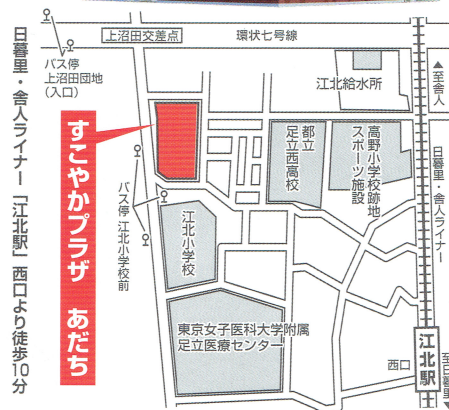 日暮里・舎人ライナー「江北駅」西口より徒歩10分
すこやかプラザ あだち
上沼田交差点
環状七号線
バス停
上沼田団地
(入口)
江北給水所
▲至舎人
日暮里・舎人ライナー
都立
足立西高校
高野小学校跡地
スポーツ施設
バス停 江北小学校前
江北小学校
東京女子医科大学附属
足立医療センター
西口
江北駅
至日暮里▼